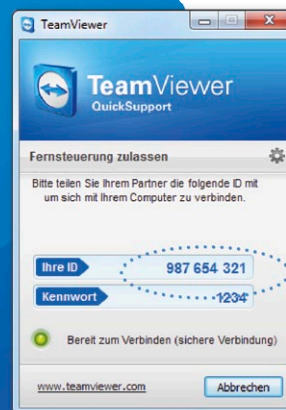 TeamViewer
TeamViewer
QuickSupport
Fernsteuerung zulassen
Bitte teilen Sie Ihrem Partner die folgende ID mit
um sich mit Ihrem Computer zu verbinden.
Ihre ID 987 654 321
Kennwort 1234
Bereit zum Verbinden (sichere Verbindung)
www.teamviewer.com Abbrechen